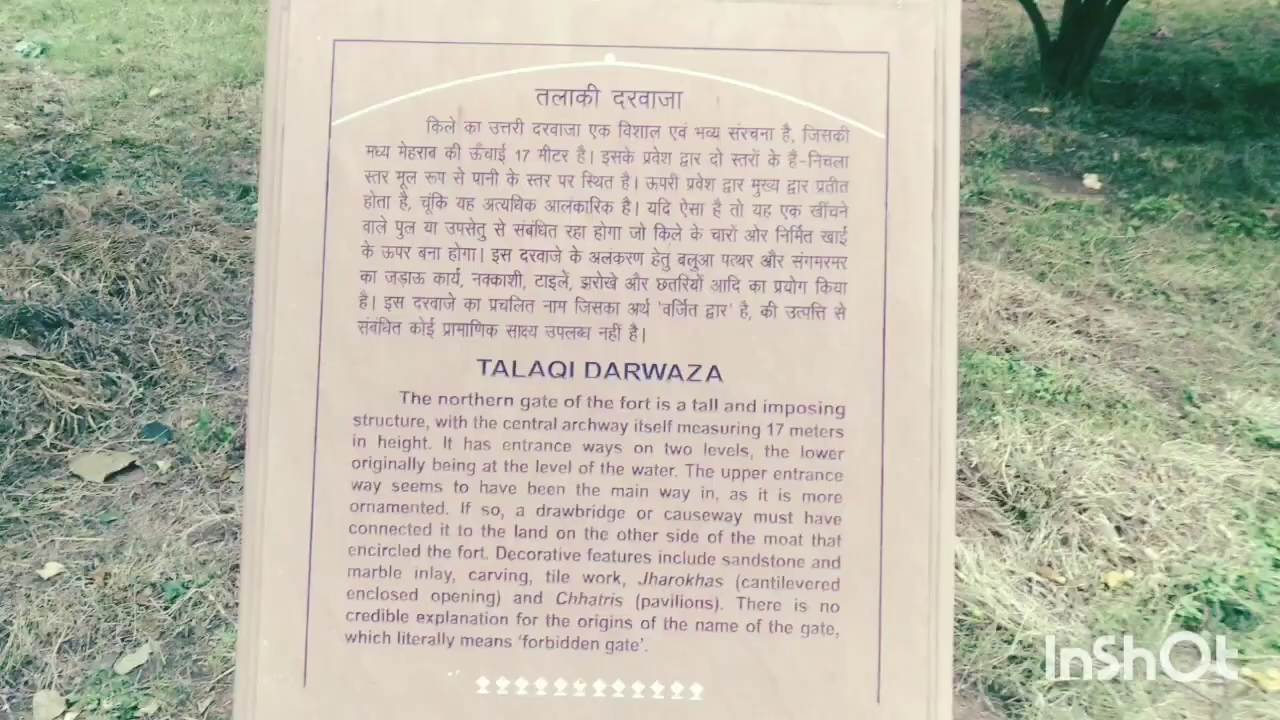 तलाकी दरवाजा
किले का उत्तरी दरवाजा एक विशाल एवं भव्य संरचना है, जिसकी
मध्य मेहराब की ऊँचाई 17 मीटर है। इसके प्रवेश द्वार दो स्तरों के हैं-निचला
स्तर मूल रूप से पानी के स्तर पर स्थित है। ऊपरी प्रवेश द्वार मुख्य द्वार प्रतीत
होता है, चूंकि यह अत्यधिक आलंकारिक है। यदि ऐसा है तो यह एक खींचने
वाले पुल या उपसेतु से संबंधित रहा होगा जो किले के चारों ओर निर्मित खाई
के ऊपर बना होगा। इस दरवाजे के अलंकरण हेतु बलुआ पत्थर और संगमरमर
का जड़ाऊ कार्य, नक्काशी, टाइलें, झरोखे और छतरियों आदि का प्रयोग किया
है। इस दरवाजे का प्रचलित नाम जिसका अर्थ 'वर्जित द्वार' है, की उत्पत्ति से
संबंधित कोई प्रामाणिक साक्ष्य उपलब्ध नहीं है।
TALAQI DARWAZA
The northern gate of the fort is a tall and imposing
structure, with the central archway itself measuring 17 meters
in height. It has entrance ways on two levels, the lower
originally being at the level of the water. The upper entrance
way seems to have been the main way in, as it is more
ornamented. If so, a drawbridge or causeway must have
connected it to the land on the other side of the moat that
encircled the fort. Decorative features include sandstone and
marble inlay, carving, tile work, Jharokhas (cantilevered
enclosed opening) and Chhatris (pavilions). There is no
credible explanation for the origins of the name of the gate,
which literally means 'forbidden gate'.
InShOt